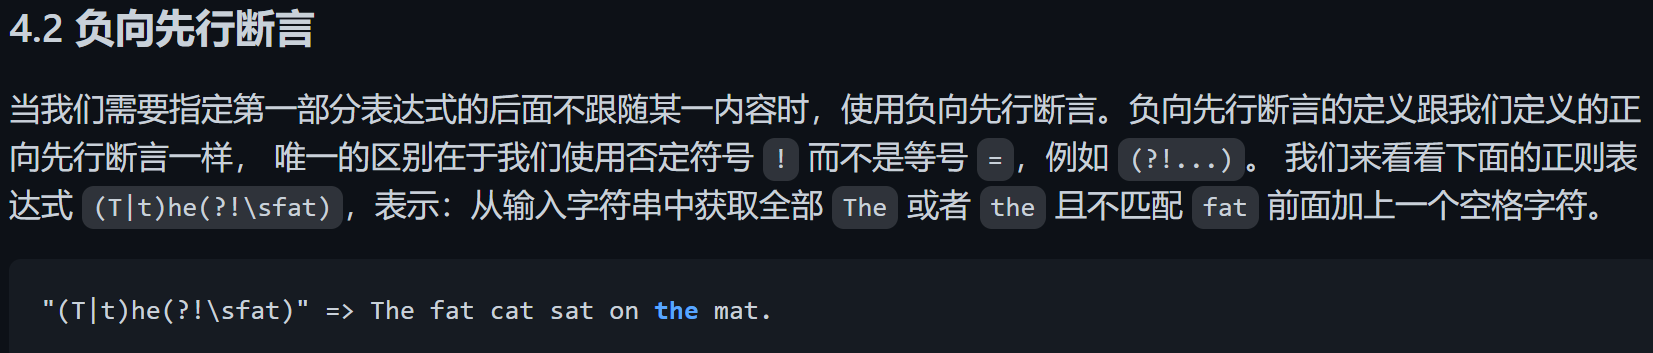 4.2 负向先行断言
当我们需要指定第一部分表达式的后面不跟随某一内容时，使用负向先行断言。负向先行断言的定义跟我们定义的正
向先行断言一样， 唯一的区别在于我们使用否定符号 ! 而不是等号 =，例如 (?!...)。 我们来看看下面的正则表
达式 (T|t)he(?!\sfat)，表示：从输入字符串中获取全部 The 或者 the 且不匹配 fat 前面加上一个空格字符。
"(T|t)he(?!\sfat)" => The fat cat sat on the mat.